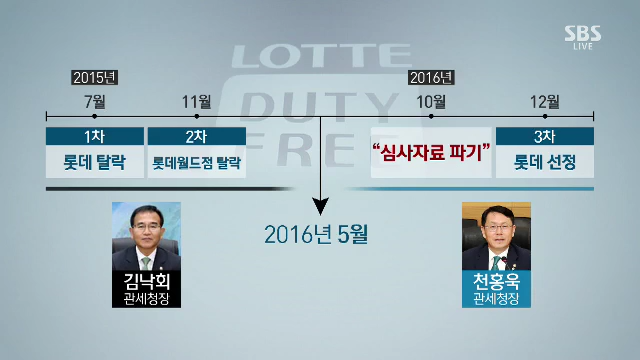 SBS
LIVE
LOTTE
DUTY
FREE
2015년
2016년
7월
11월
10월
12월
1차
롯데 탈락
2차
롯데월드점 탈락
“심사자료 파기”
3차
롯데 선정
2016년 5월
김낙회
관세청장
천홍욱
관세청장